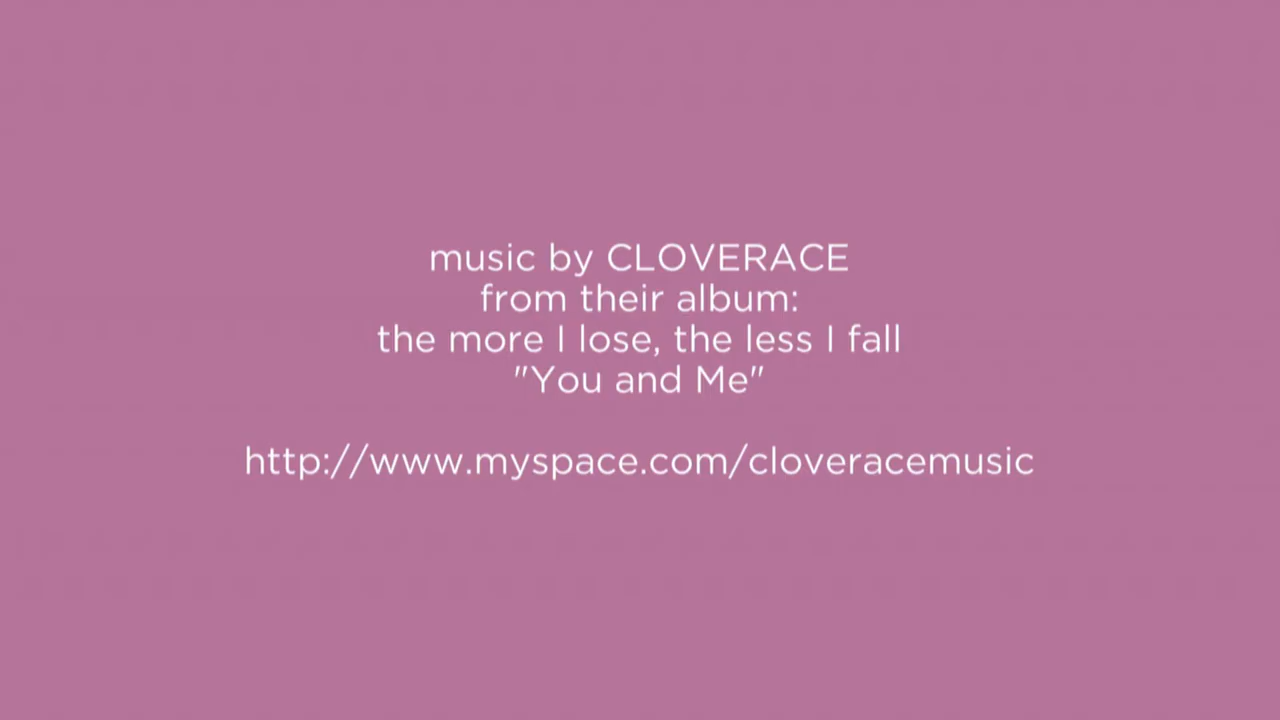 music by CLOVERACE
from their album:
the more I lose, the less I fall
"You and Me"
http://www.myspace.com/cloveracemusic